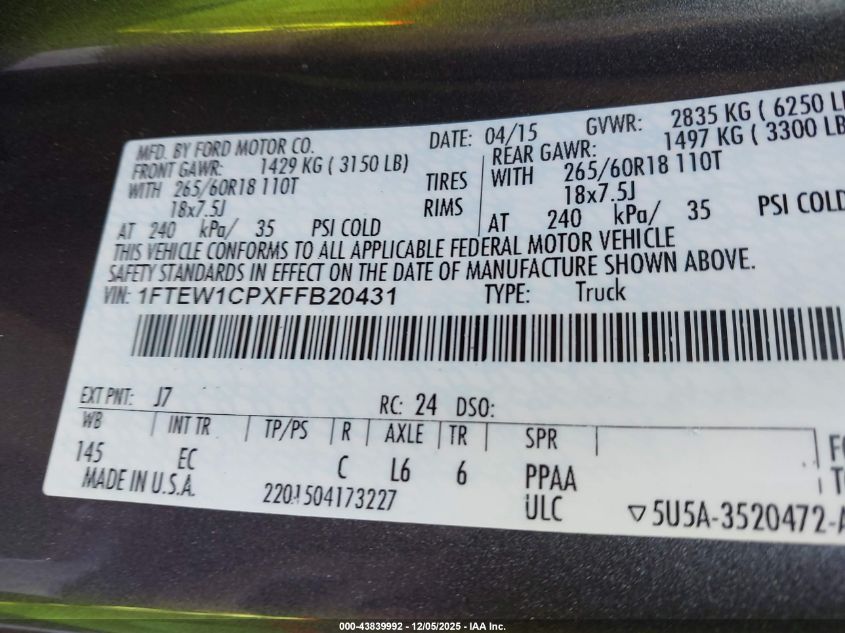 MFD. BY FORD MOTOR CO.
DATE: 04/15 GVWR: 2835 KG ( 6250 L
FRONT GAWR: 1429 KG ( 3150 LB)
REAR GAWR: 1497 KG ( 3300 LB
WITH 265/60R18 110T TIRES
WITH 265/60R18 110T
18x7.5J RIMS
18x7.5J
AT 240 kPa/ 35 PSI COLD
AT 240 kPa/ 35 PSI COLD
THIS VEHICLE CONFORMS TO ALL APPLICABLE FEDERAL MOTOR VEHICLE
SAFETY STANDARDS IN EFFECT ON THE DATE OF MANUFACTURE SHOWN ABOVE.
VIN: 1FTEW1CPXFFB20431 TYPE: Truck
EXT PNT: J7 RC: 24 DSO:
WB INT TR TP/PS R AXLE TR SPR
145 EC C L6 6 PPAA
MADE IN U.S.A. 2201504173227 ULC
5U5A-3520472-A
000-43839992 - 12/05/2025 - IAA Inc.